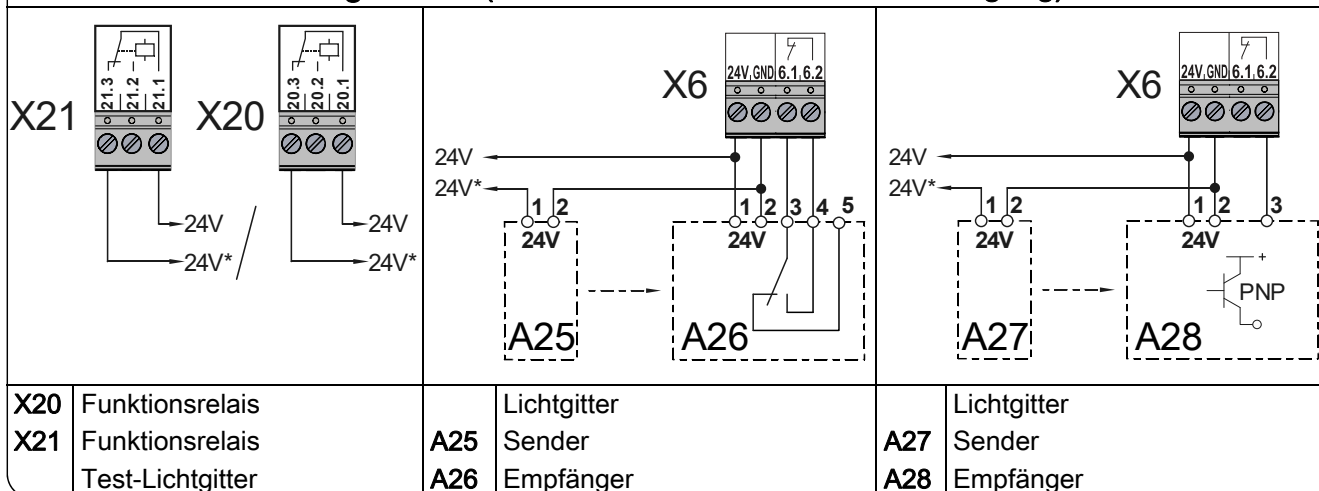 X21
21.3
21.2
21.1
24V
24V*
X20
20.3
20.2
20.1
24V
24V*
X6
24V GND 6.1 6.2
24V
24V*
1 2
24V
A25
1 2 3 4 5
24V
A26
X6
24V GND 6.1 6.2
24V
24V*
1 2
24V
A27
1 2 3
24V
+
PNP
A28
X20 Funktionsrelais
X21 Funktionsrelais
Test-Lichtgitter
Lichtgitter
A25 Sender
A26 Empfänger
Lichtgitter
A27 Sender
A28 Empfänger